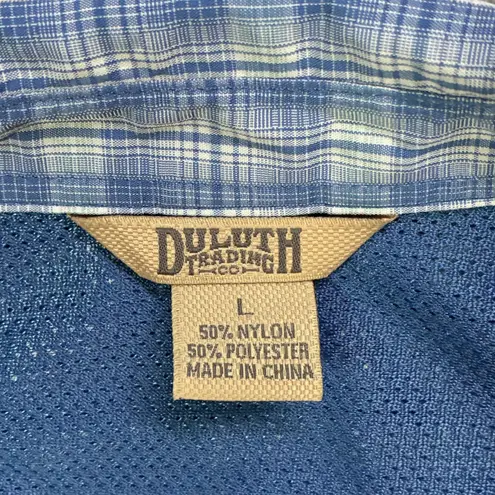 DULUTH
TRADING
CO
L
50% NYLON
50% POLYESTER
MADE IN CHINA